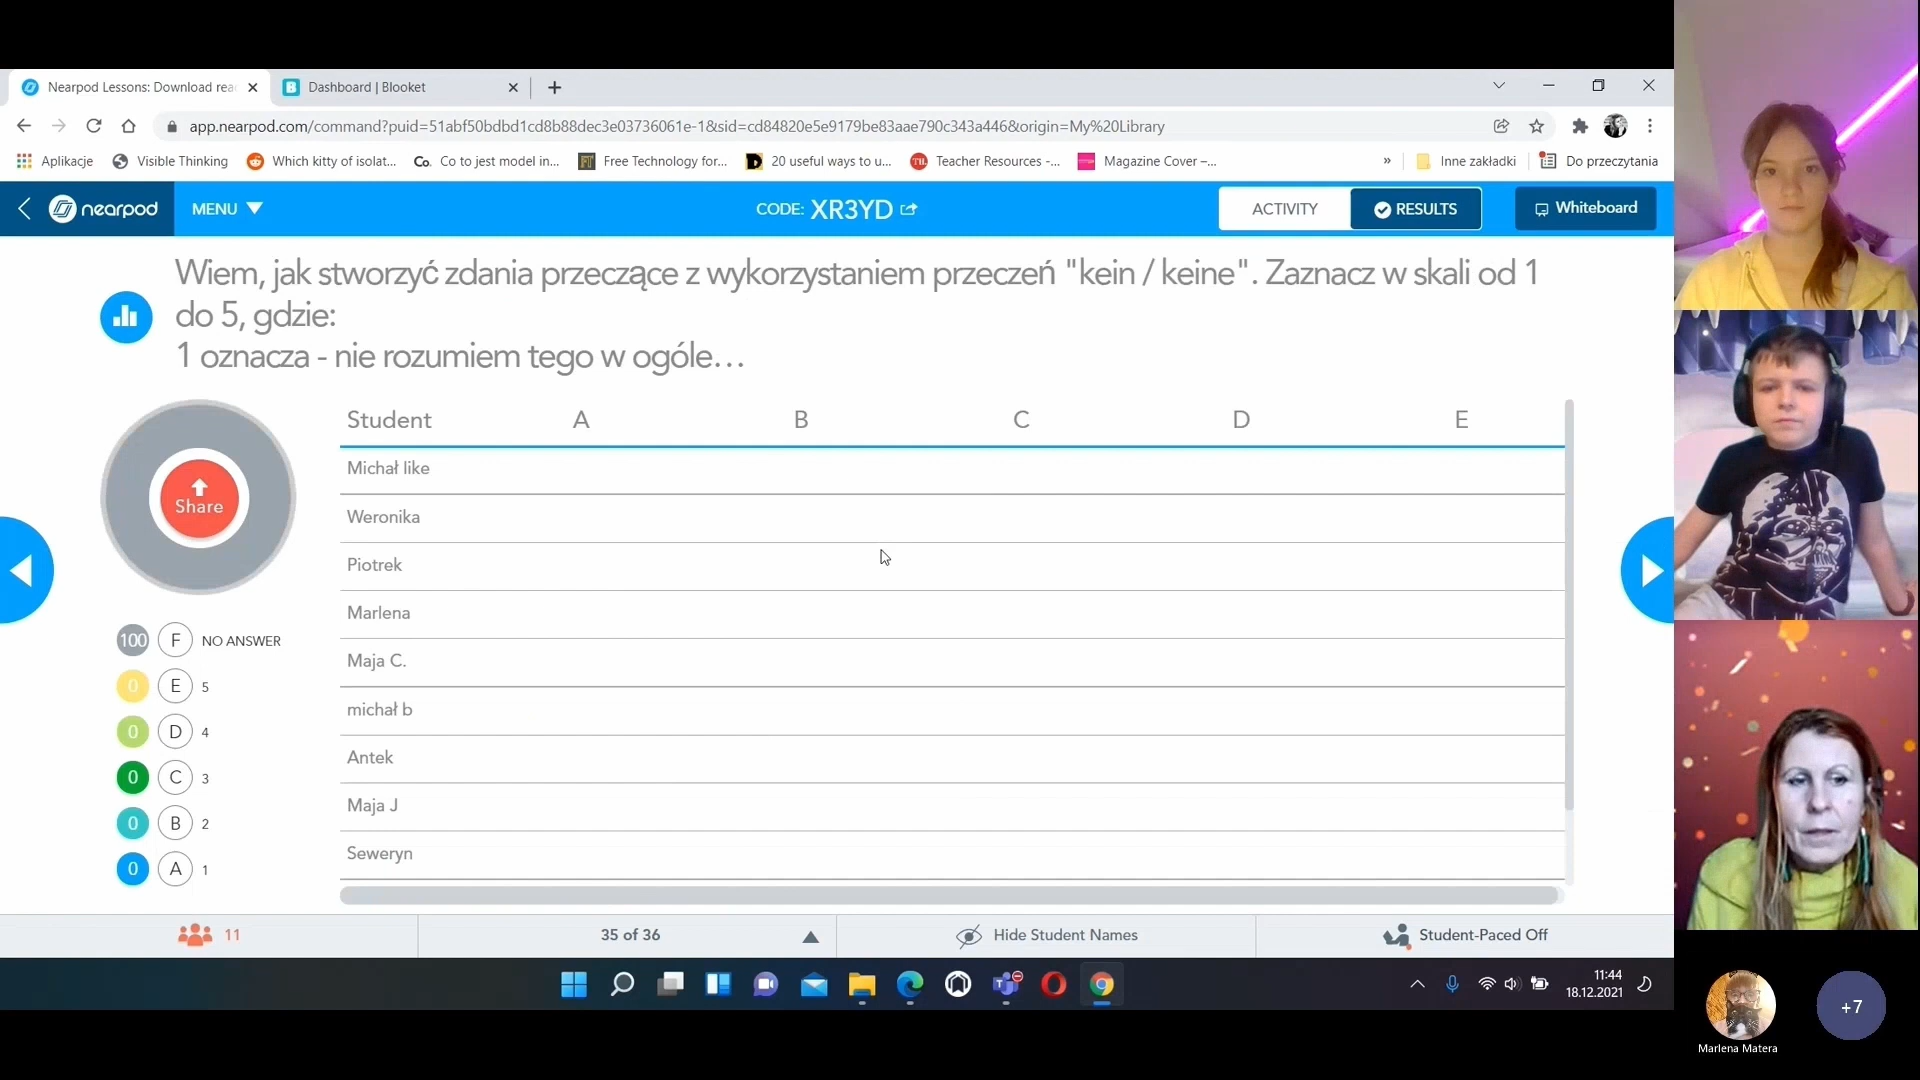 Nearpod Lessons: Download rea
Dashboard | Blooket
app.nearpod.com/command?puid=51abf50bdbd1cd8b88dec3e03736061e-1&sid=cd84820e5e9179be83aae790c343a446&origin=My%20Library
Aplikacje
Visible Thinking
Which kitty of isolat...
Co. Co to jest model in...
Free Technology for...
20 useful ways to u...
Teacher Resources -...
Magazine Cover –...
»
Inne zakładki
Do przeczytania
nearpod
MENU
CODE: XR3YD
ACTIVITY
RESULTS
Whiteboard
Wiem, jak stworzyć zdania przeczące z wykorzystaniem przeczeń "kein / keine". Zaznacz w skali od 1
do 5, gdzie:
1 oznacza - nie rozumiem tego w ogóle...
Share
Student A B C D E
Michał like
Weronika
Piotrek
Marlena
Maja C.
michał b
Antek
Maja J
Seweryn
100 F NO ANSWER
0 E 5
0 D 4
0 C 3
0 B 2
0 A 1
11
35 of 36
Hide Student Names
Student-Paced Off
11:44
18.12.2021
Marlena Matera
+7